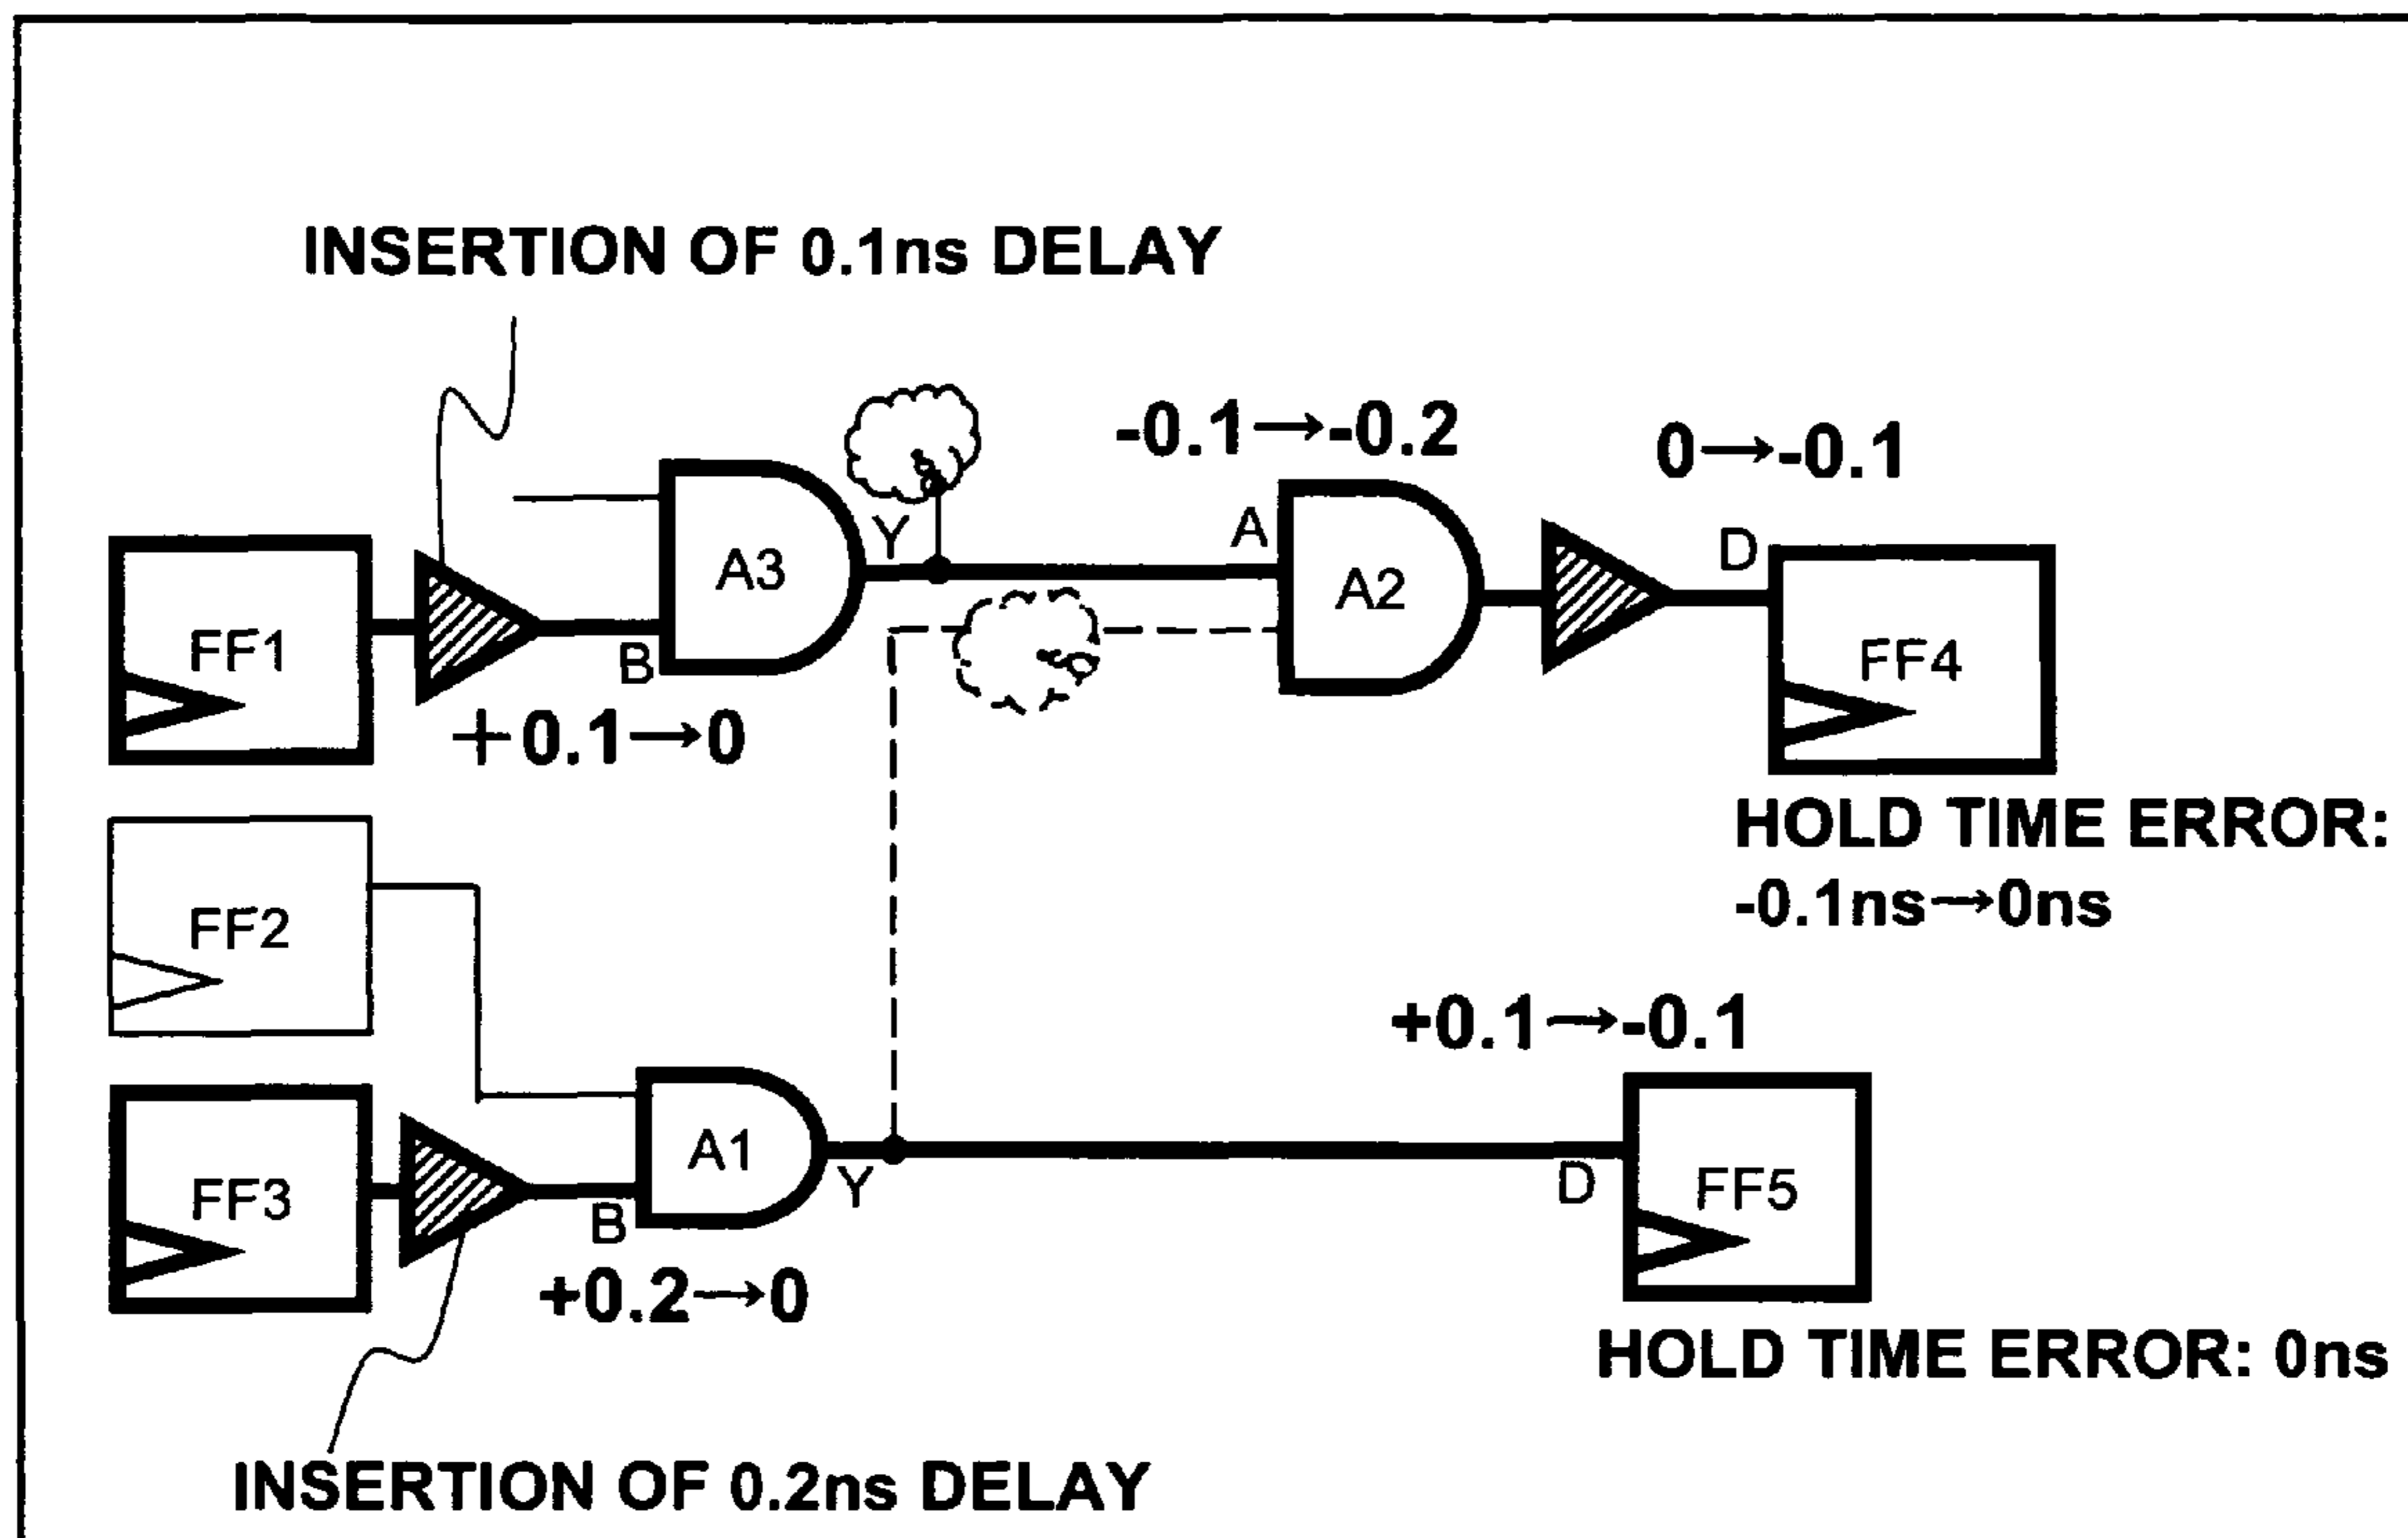 INSERTION OF 0.1ns DELAY
-0.1→-0.2
0→-0.1
Y
A
D
A3
A2
FF1
B
FF4
+0.1→0
HOLD TIME ERROR:
-0.1ns→0ns
FF2
+0.1→-0.1
A1
Y
D
FF3
B
FF5
+0.2→0
HOLD TIME ERROR: 0ns
INSERTION OF 0.2ns DELAY